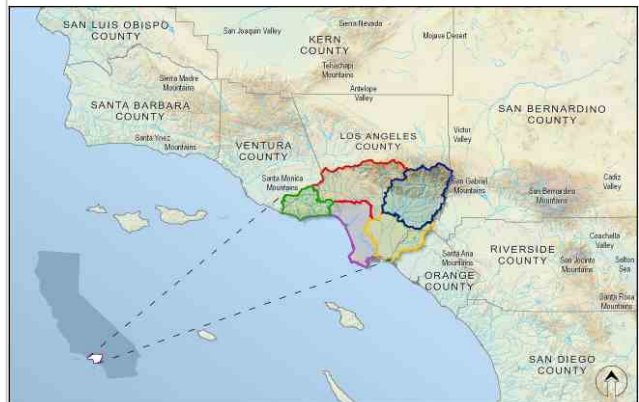 SAN LUIS OBISPO
COUNTY
San Joaquin Valley
Sierra Nevada
KERN
COUNTY
Mojave Desert
Tehachapi
Mountains
Sierra Madre
Mountains
Antelope
Valley
SANTA BARBARA
COUNTY
SAN BERNARDINO
COUNTY
Santa Ynez
Mountains
VENTURA
COUNTY
LOS ANGELES
COUNTY
Victor
Valley
Santa Monica
Mountains
San Gabriel
Mountains
San Bernardino
Mountains
Cadiz
Valley
Santa Ana
Mountains
RIVERSIDE
COUNTY
Coachella
Valley
San Jacinto
Mountains
Salton
Sea
ORANGE
COUNTY
Santa Rosa
Mountains
SAN DIEGO
COUNTY